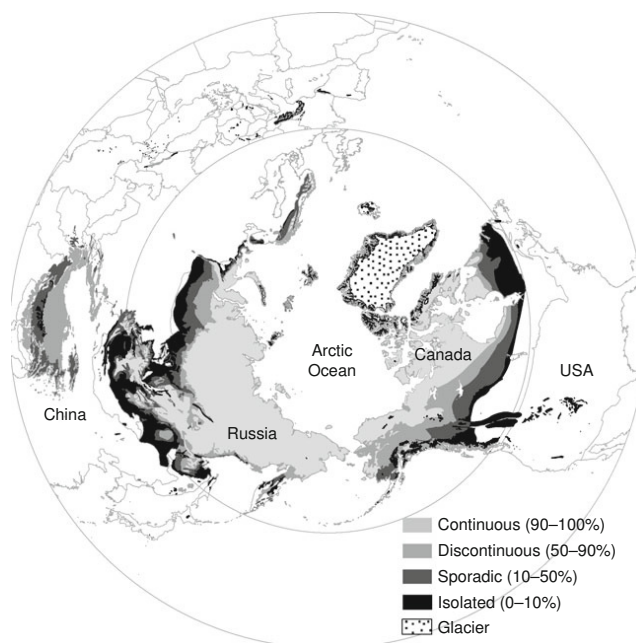 Arctic
Ocean
Canada
USA
China
Russia
Continuous (90–100%)
Discontinuous (50–90%)
Sporadic (10–50%)
Isolated (0–10%)
Glacier